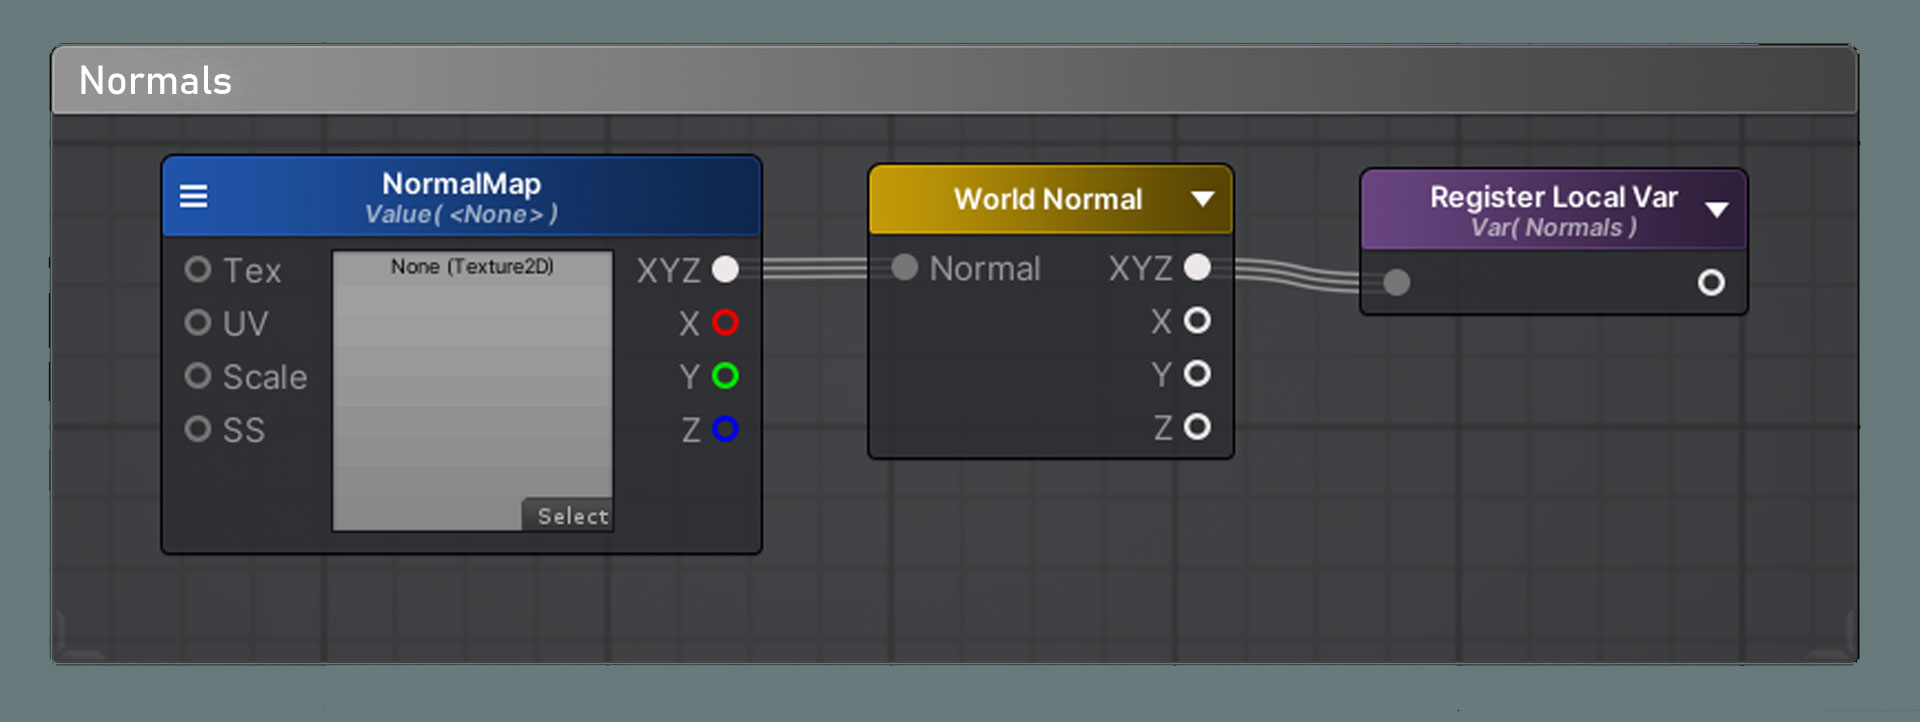 Normals
NormalMap
Value( <None> )
Tex
UV
Scale
SS
None (Texture2D)
Select
XYZ
X
Y
Z
World Normal
Normal
XYZ
X
Y
Z
Register Local Var
Var( Normals )